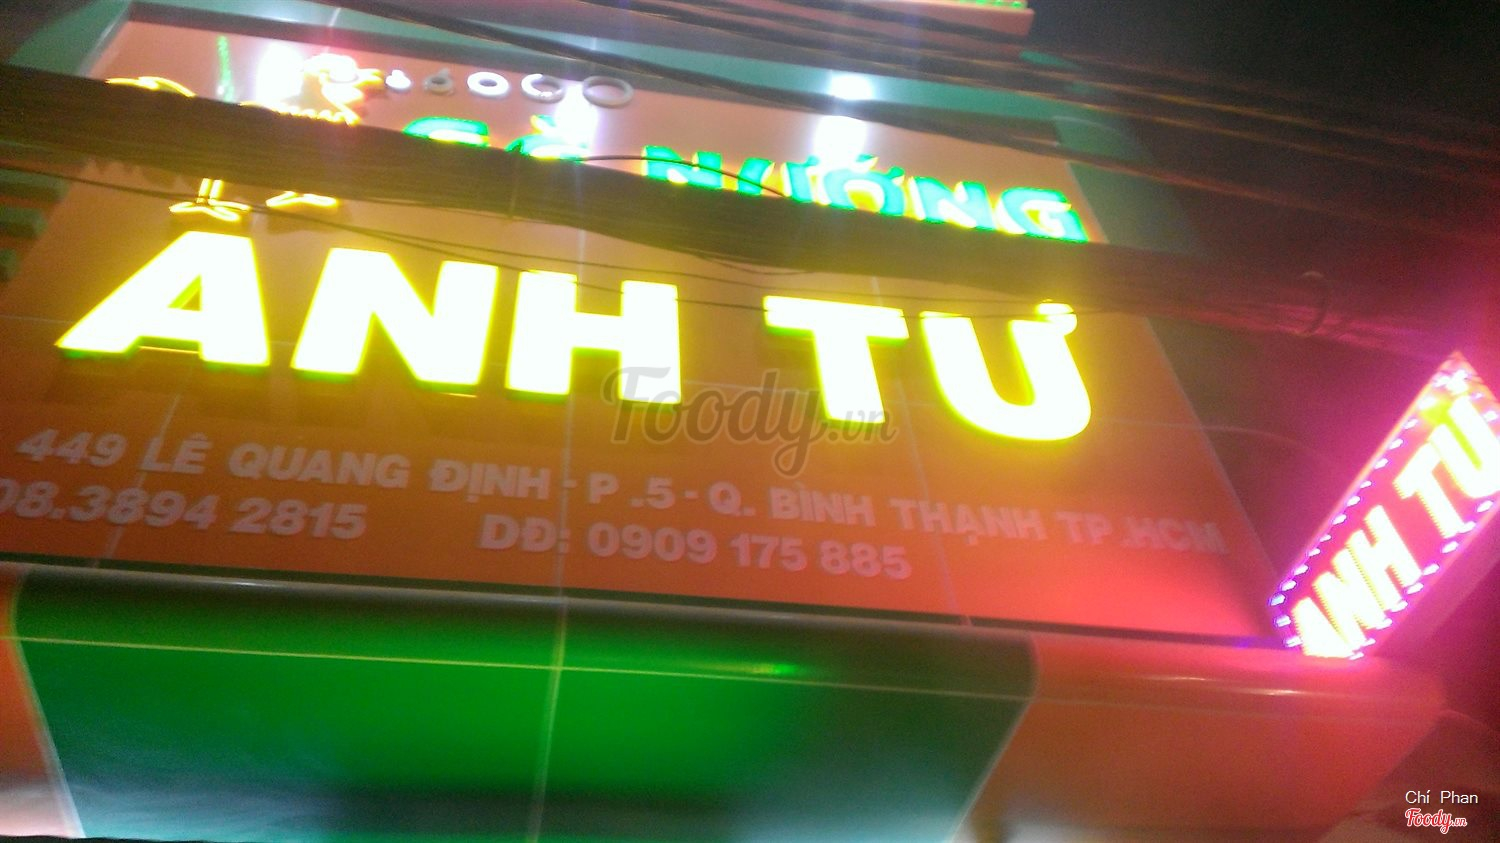 GÀ NƯỚNG
ANH TƯ
449 LÊ QUANG ĐỊNH - P .5 - Q. BÌNH THẠNH TP .HCM
08.3894 2815 DĐ: 0909 175 885
ANH TƯ
Foody.vn
Chí Phan
Foody.vn